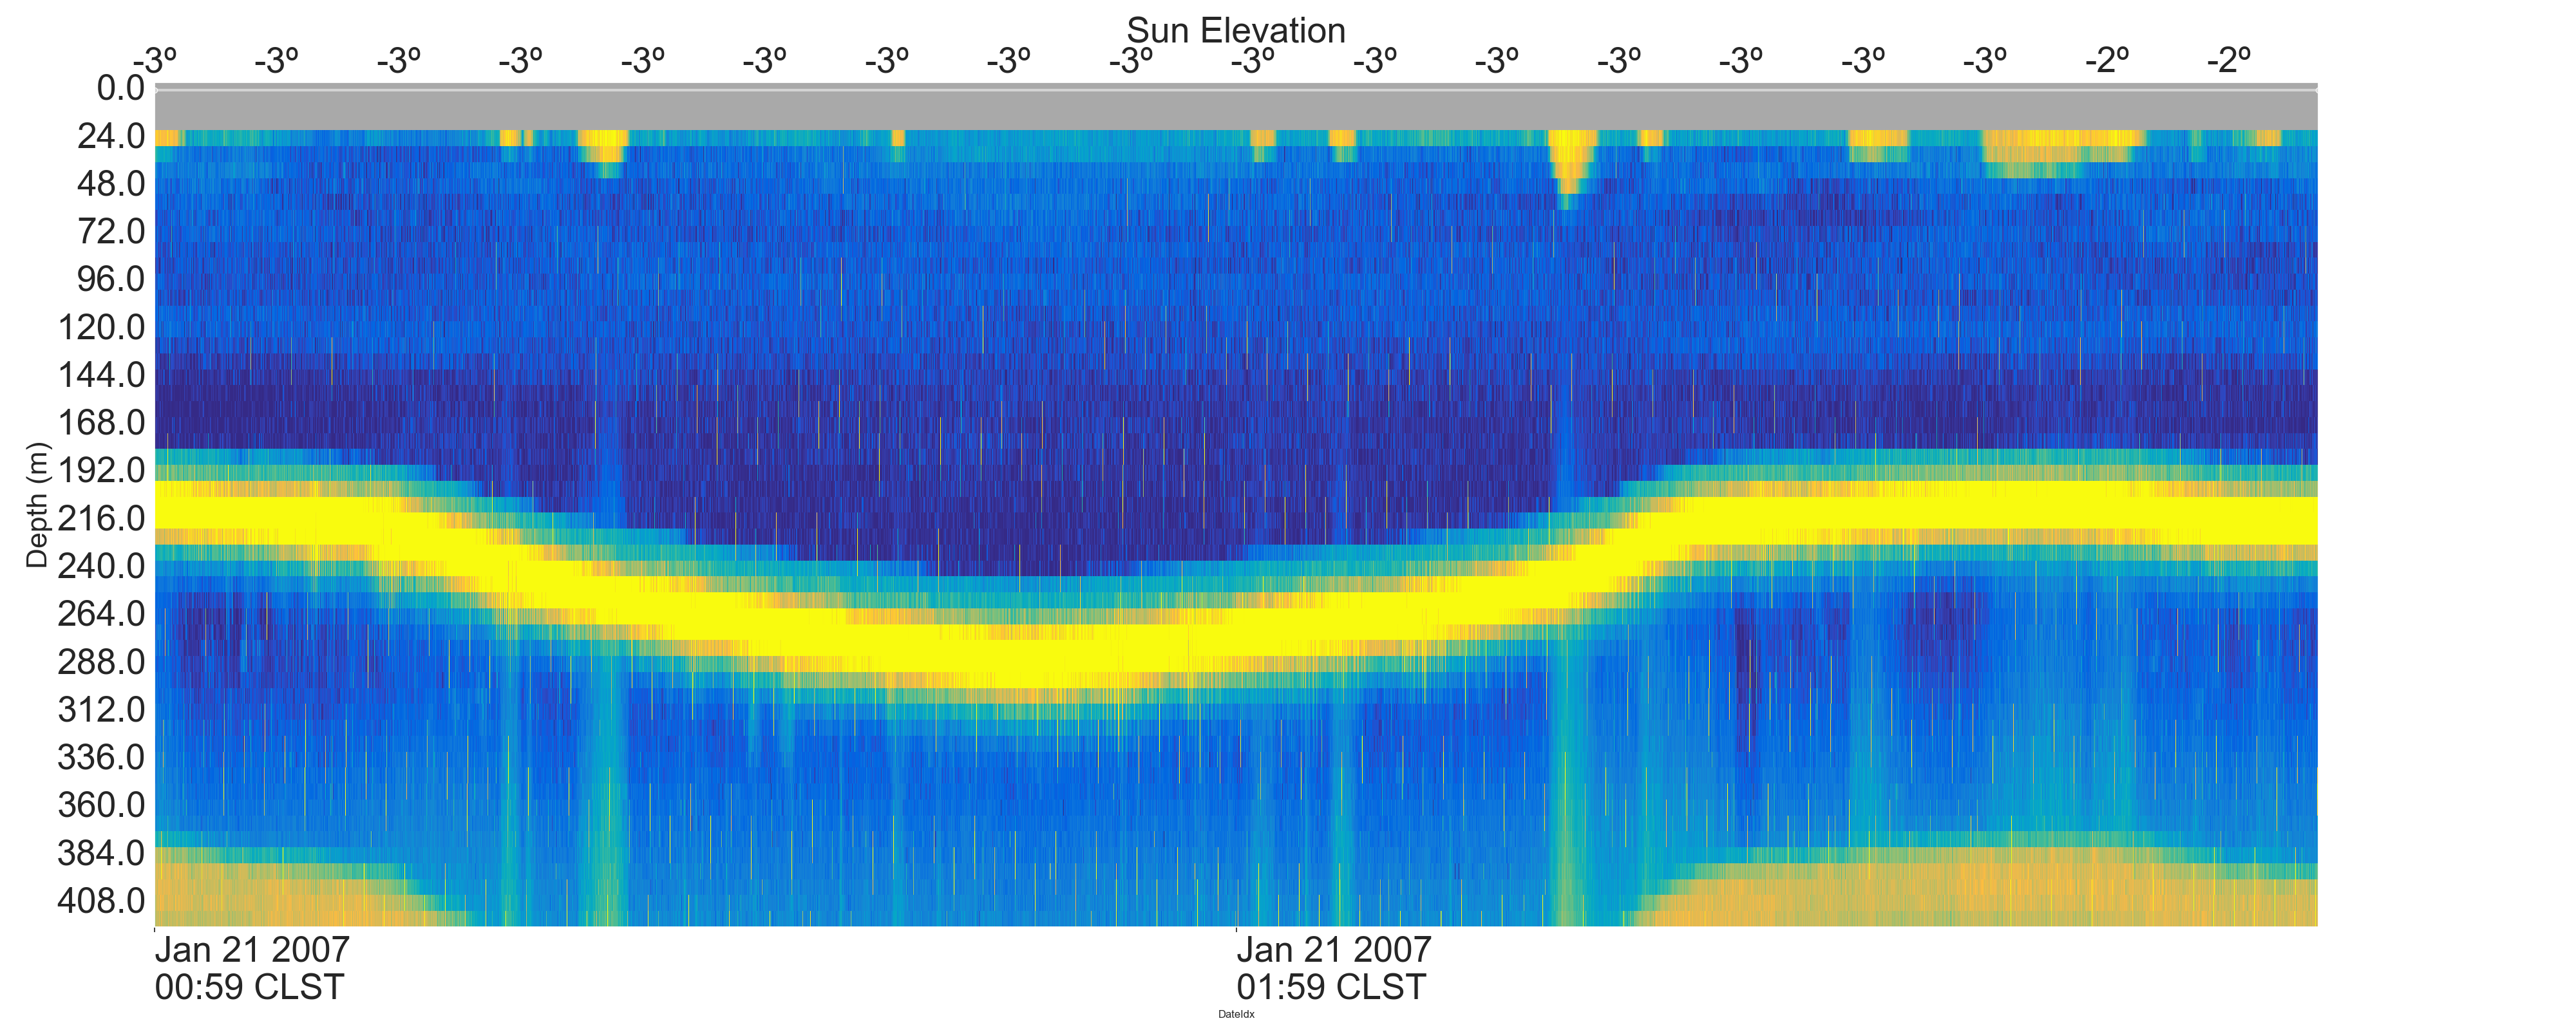 Sun Elevation
-3º -3º -3º -3º -3º -3º -3º -3º -3º -3º -3º -3º -3º -3º -3º -3º -2º -2º
0.0
24.0
48.0
72.0
96.0
120.0
144.0
168.0
192.0
216.0
240.0
264.0
288.0
312.0
336.0
360.0
384.0
408.0
Depth (m)
Jan 21 2007
00:59 CLST
Jan 21 2007
01:59 CLST
DateIdx